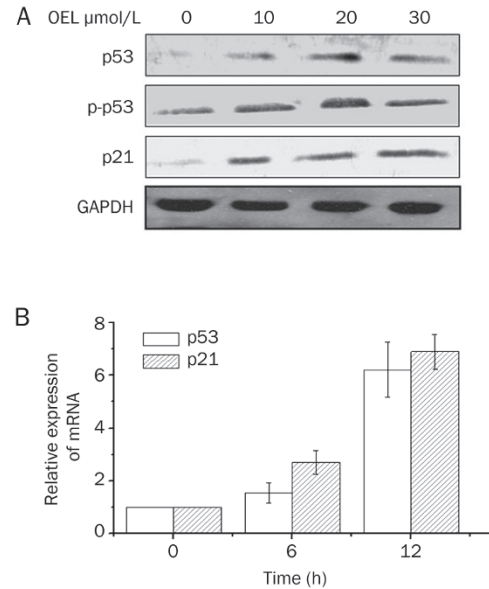 A
OEL μmol/L 0 10 20 30
p53
p-p53
p21
GAPDH
B
8
6
4
2
0
Relative expression
of mRNA
p53
p21
0 6 12
Time (h)